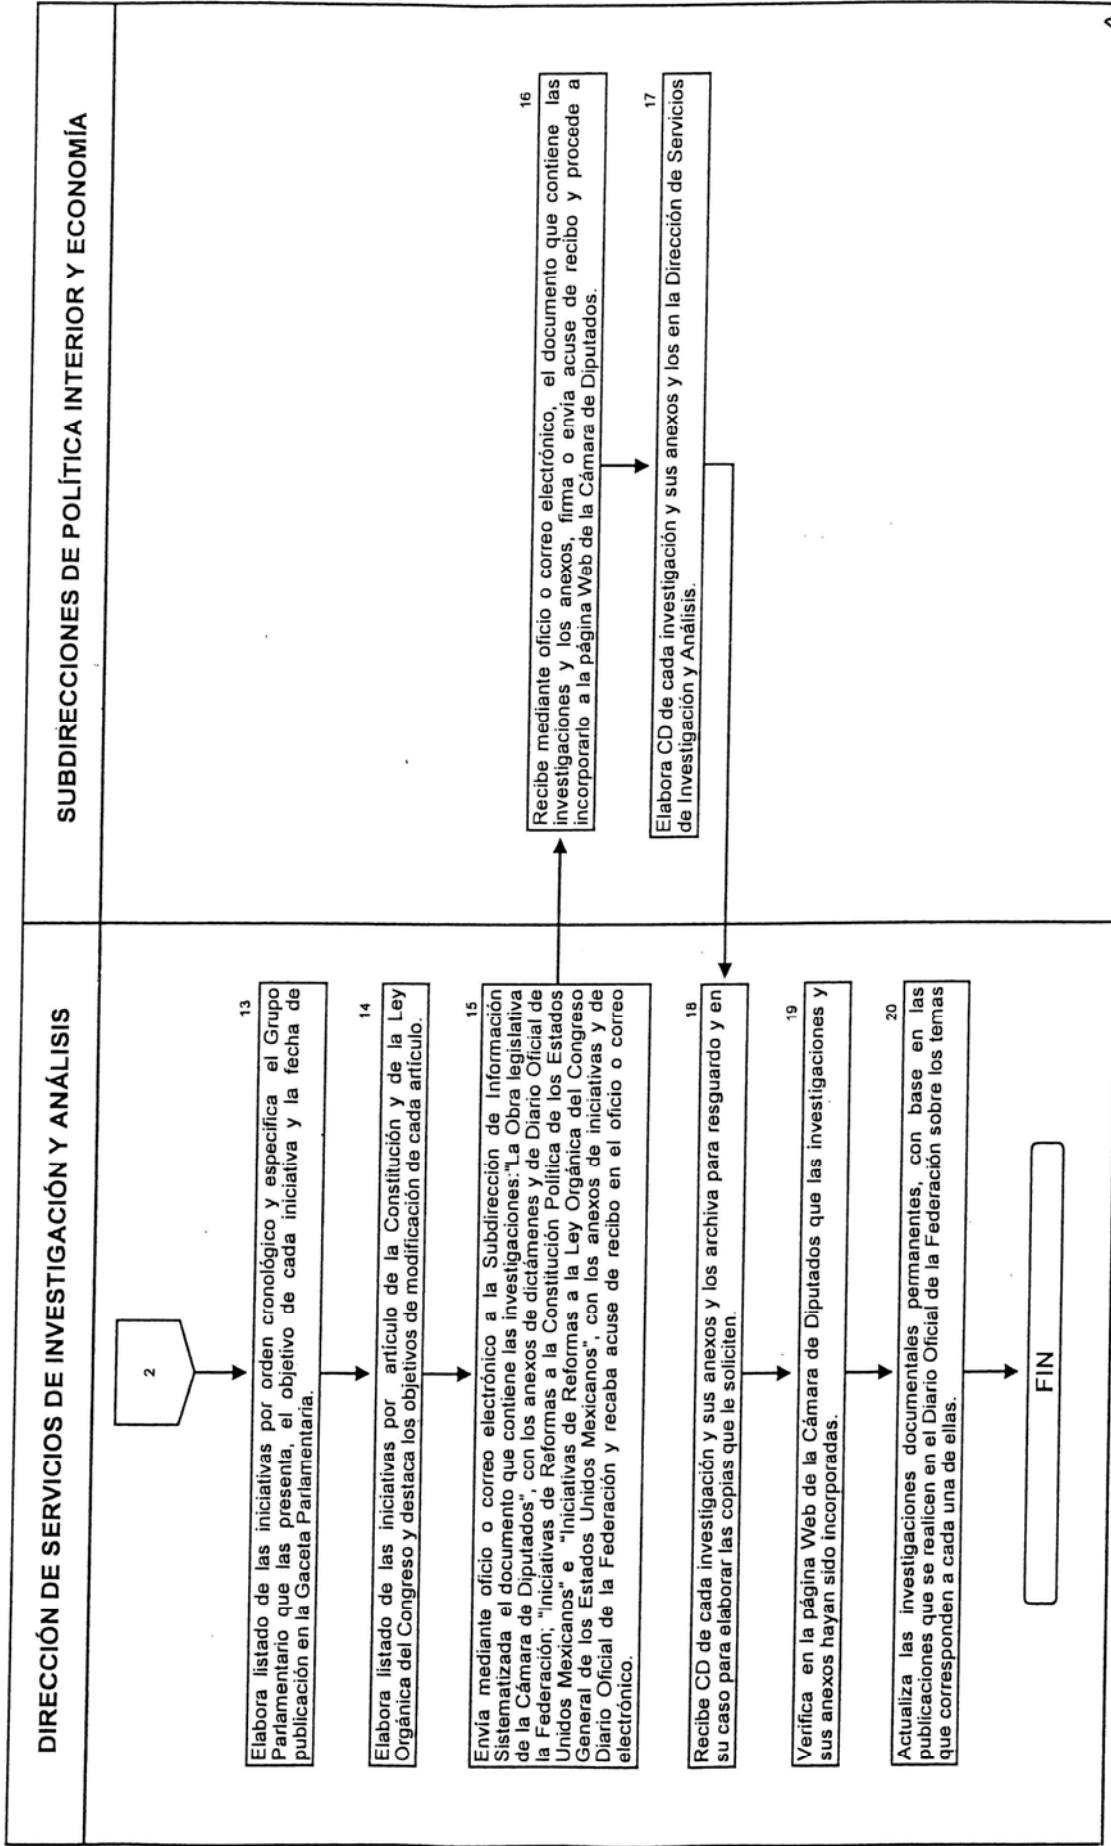 DIRECCIÓN DE SERVICIOS DE INVESTIGACIÓN Y ANÁLISIS
SUBDIRECCIONES DE POLÍTICA INTERIOR Y ECONOMÍA
2
13
Elabora listado de las iniciativas por orden cronológico y especifica el Grupo
Parlamentario que las presenta, el objetivo de cada iniciativa y la fecha de
publicación en la Gaceta Parlamentaria.
14
Elabora listado de las iniciativas por artículo de la Constitución y de la Ley
Orgánica del Congreso y destaca los objetivos de modificación de cada artículo.
15
Envía mediante oficio o correo electrónico a la Subdirección de Información
Sistematizada el documento que contiene las investigaciones:"La Obra legislativa
de la Cámara de Diputados", con los anexos de dictámenes y de Diario Oficial de
la Federación; "Iniciativas de Reformas a la Constitución Política de los Estados
Unidos Mexicanos" e "Iniciativas de Reformas a la Ley Orgánica del Congreso
General de los Estados Unidos Mexicanos", con los anexos de iniciativas y de
Diario Oficial de la Federación y recaba acuse de recibo en el oficio o correo
electrónico.
16
Recibe mediante oficio o correo electrónico, el documento que contiene las
investigaciones y los anexos, firma o envía acuse de recibo y procede a
incorporarlo a la página Web de la Cámara de Diputados.
17
Elabora CD de cada investigación y sus anexos y los en la Dirección de Servicios
de Investigación y Análisis.
18
Recibe CD de cada investigación y sus anexos y los archiva para resguardo y en
su caso para elaborar las copias que le soliciten.
19
Verifica en la página Web de la Cámara de Diputados que las investigaciones y
sus anexos hayan sido incorporadas.
20
Actualiza las investigaciones documentales permanentes, con base en las
publicaciones que se realicen en el Diario Oficial de la Federación sobre los temas
que corresponden a cada una de ellas.
FIN